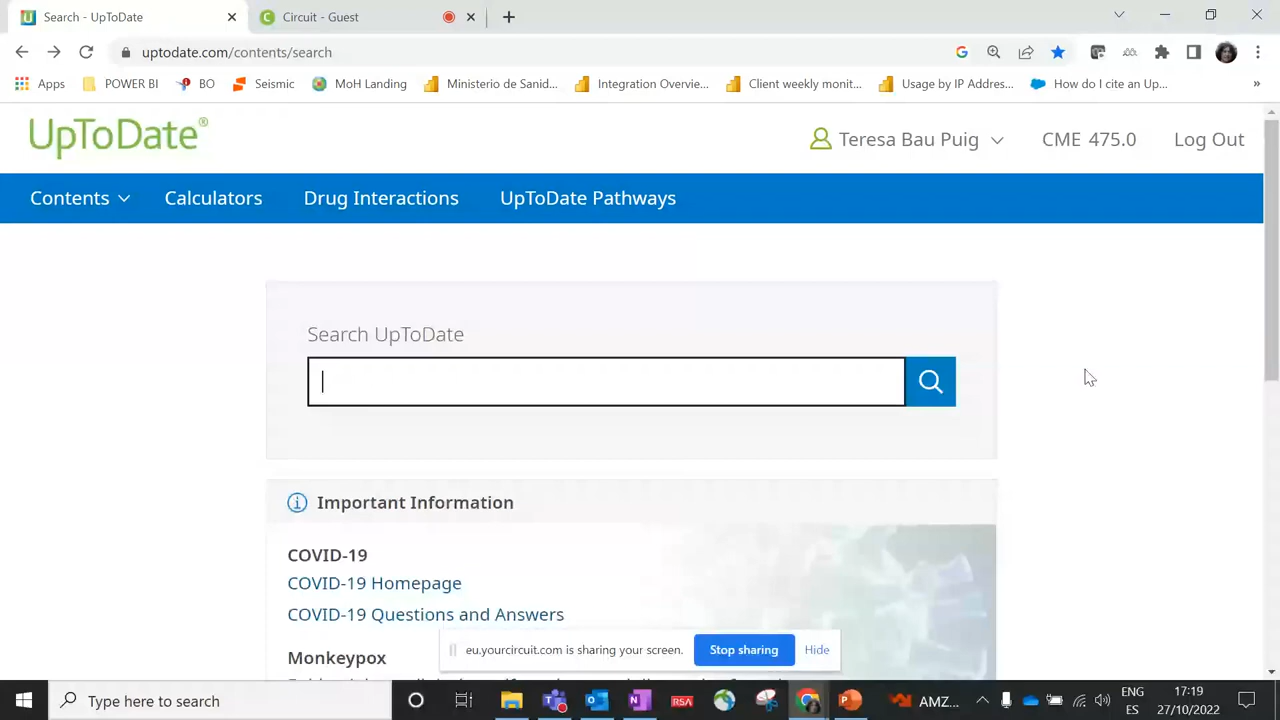 Search - UpToDate
Circuit - Guest
uptodate.com/contents/search
Apps
POWER BI
BO
Seismic
MoH Landing
Ministerio de Sanid...
Integration Overvie...
Client weekly monit...
Usage by IP Addres...
How do I cite an Up...
»
UpToDate®
Teresa Bau Puig
CME 475.0
Log Out
Contents
Calculators
Drug Interactions
UpToDate Pathways
Search UpToDate
Important Information
COVID-19
COVID-19 Homepage
COVID-19 Questions and Answers
Monkeypox
eu.yourcircuit.com is sharing your screen.
Stop sharing
Hide
Type here to search
RSA
AMZ...
ENG
ES
17:19
27/10/2022